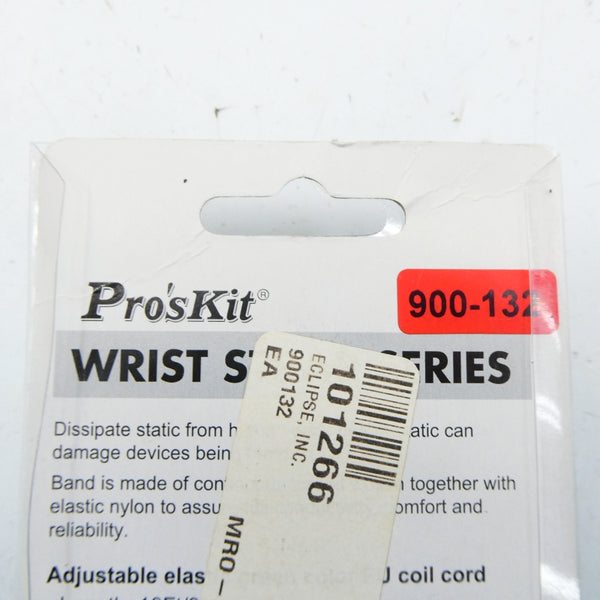 Pro'sKit®
900-132
WRIST ST SERIES
Dissipate static from h atic can
damage devices bein
Band is made of con together with
elastic nylon to assu omfort and
reliability.
Adjustable elas coil cord
101266
ECLIPSE, INC.
900132
EA
MRO-